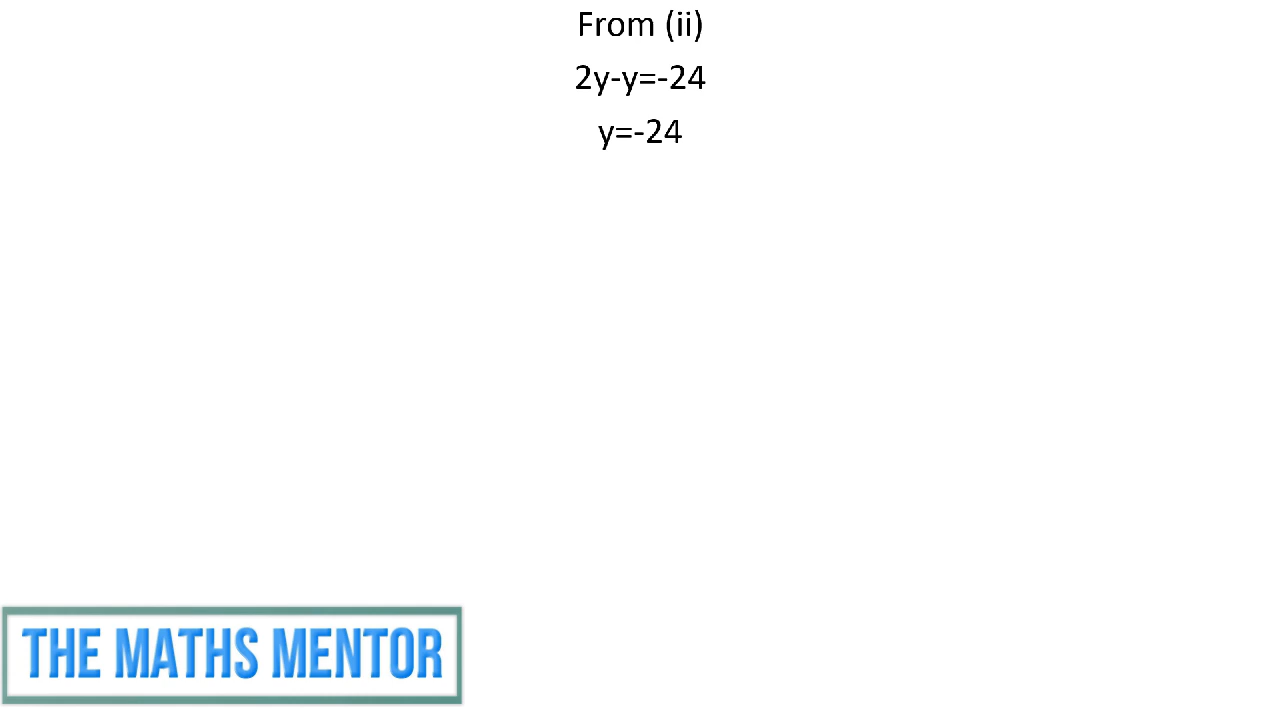 From (ii)
2y-y=-24
y=-24
THE MATHS MENTOR